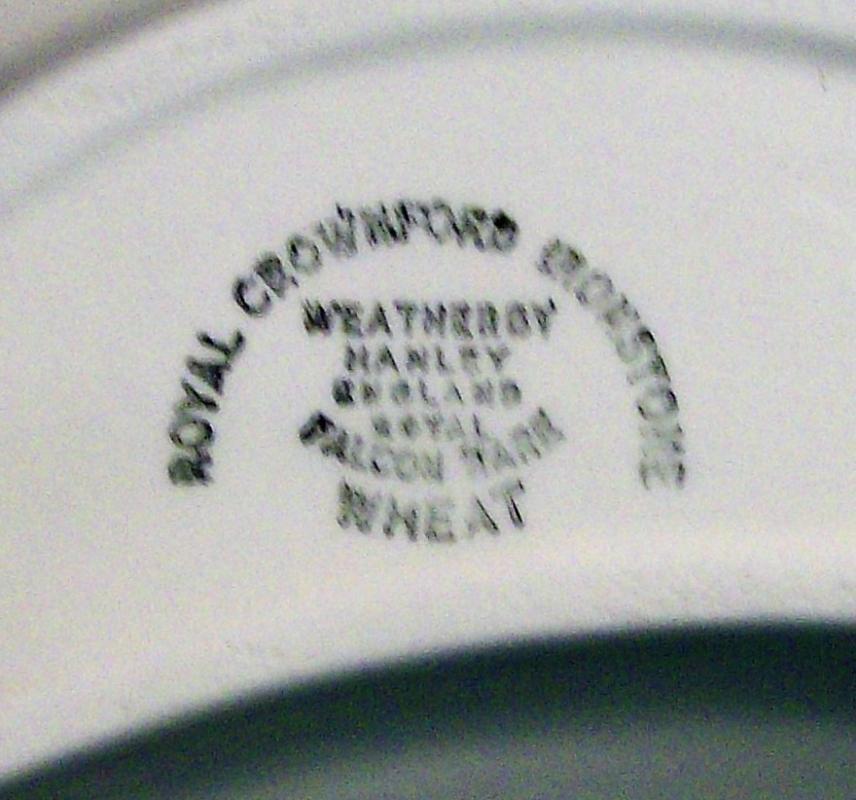 ROYAL CROWNFORD IRONSTONE
WEATHERBY
HANLEY
ENGLAND
ROYAL
FALCON WARE
WHEAT